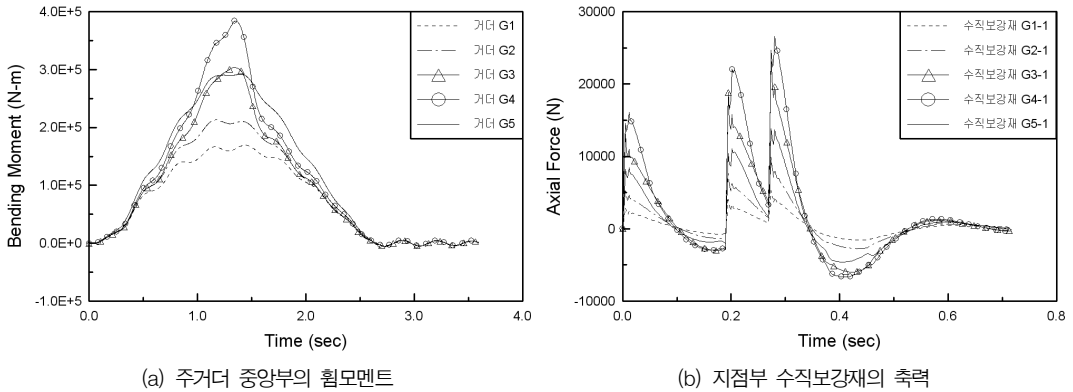 4.0E+5
3.0E+5
2.0E+5
1.0E+5
0.0E+0
-1.0E+5
Bending Moment (N-m)
0.0 1.0 2.0 3.0 4.0
Time (sec)
거더 G1
거더 G2
거더 G3
거더 G4
거더 G5
(a) 주거더 중앙부의 휨모멘트
30000
20000
10000
0
-10000
Axial Force (N)
0.0 0.2 0.4 0.6 0.8
Time (sec)
수직보강재 G1-1
수직보강재 G2-1
수직보강재 G3-1
수직보강재 G4-1
수직보강재 G5-1
(b) 지점부 수직보강재의 축력